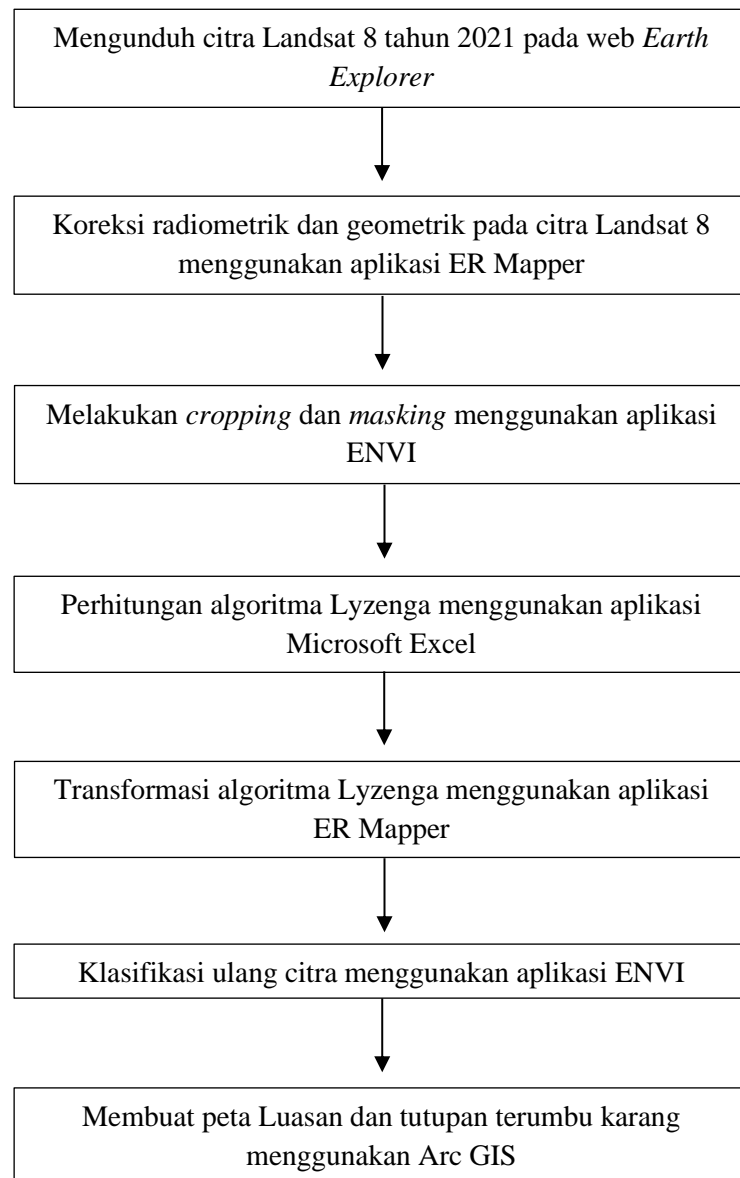 Mengunduh citra Landsat 8 tahun 2021 pada web Earth
Explorer
Koreksi radiometrik dan geometrik pada citra Landsat 8
menggunakan aplikasi ER Mapper
Melakukan cropping dan masking menggunakan aplikasi
ENVI
Perhitungan algoritma Lyzenga menggunakan aplikasi
Microsoft Excel
Transformasi algoritma Lyzenga menggunakan aplikasi
ER Mapper
Klasifikasi ulang citra menggunakan aplikasi ENVI
Membuat peta Luasan dan tutupan terumbu karang
menggunakan Arc GIS